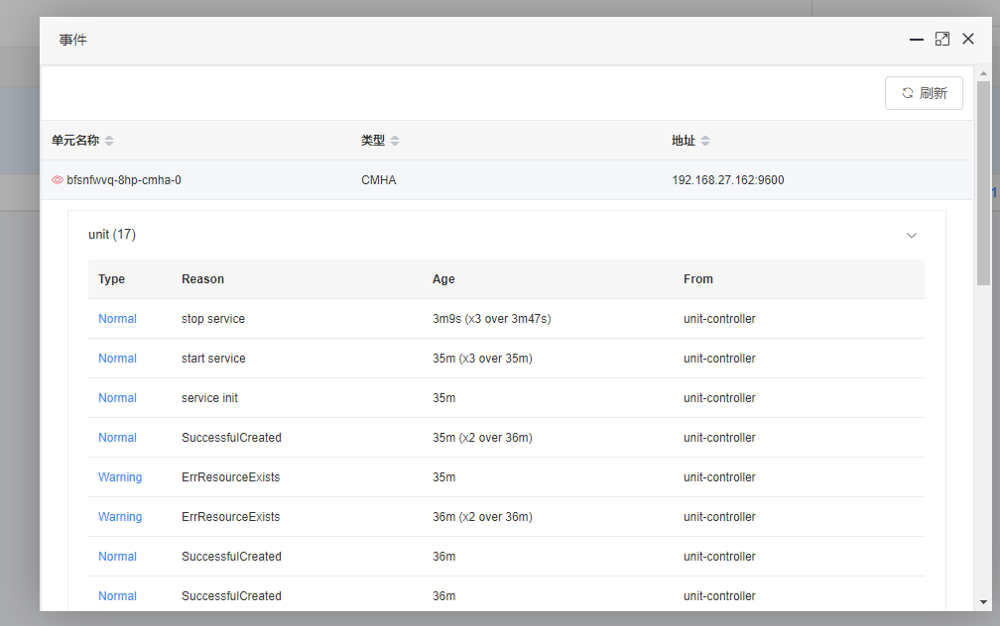 事件
刷新
单元名称 类型 地址
bfsnfwvq-8hp-cmha-0 CMHA 192.168.27.162:9600
unit (17)
Type Reason Age From
Normal stop service 3m9s (x3 over 3m47s) unit-controller
Normal start service 35m (x3 over 35m) unit-controller
Normal service init 35m unit-controller
Normal SuccessfulCreated 35m (x2 over 36m) unit-controller
Warning ErrResourceExists 35m unit-controller
Warning ErrResourceExists 36m (x2 over 36m) unit-controller
Normal SuccessfulCreated 36m unit-controller
Normal SuccessfulCreated 36m unit-controller